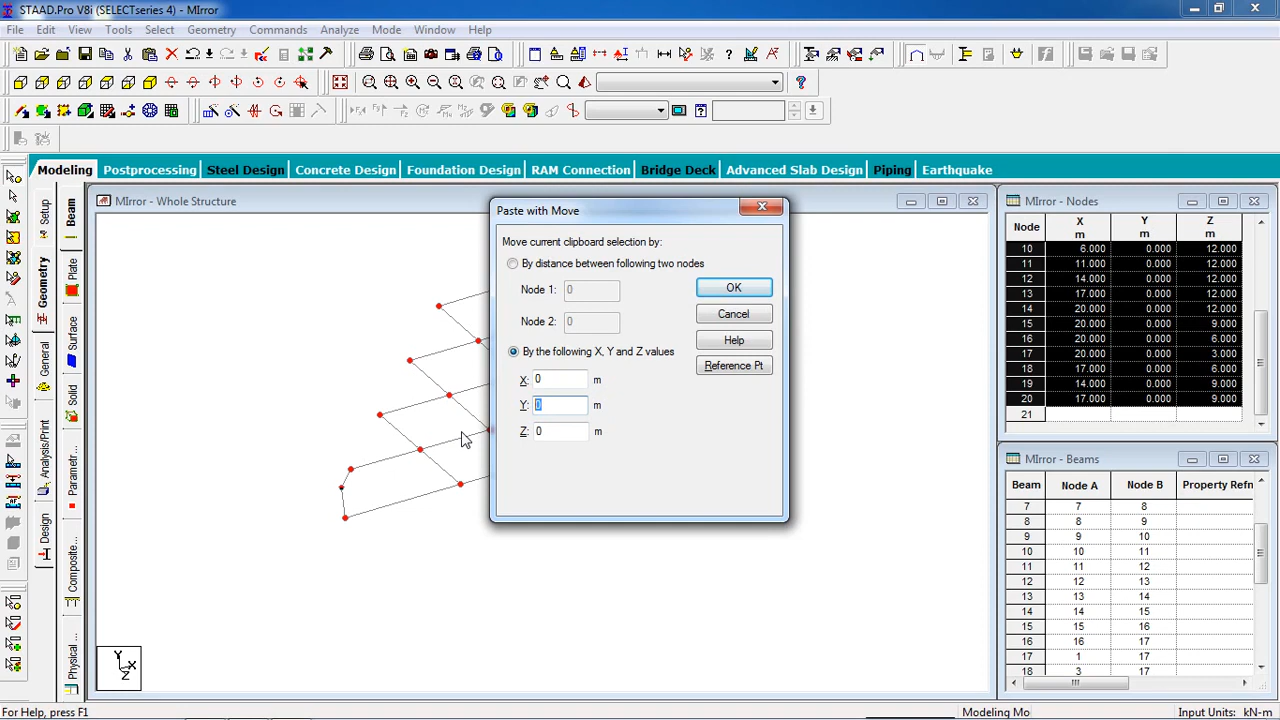 STAAD.Pro V8i (SELECTseries 4) - MIrror
File Edit View Tools Select Geometry Commands Analyze Mode Window Help
Modeling Postprocessing Steel Design Concrete Design Foundation Design RAM Connection Bridge Deck Advanced Slab Design Piping Earthquake
Setup
Geometry
General
Analysis/Print
Design
Beam
Plate
Surface
Solid
Parametr...
Composite...
Physical ...
MIrror - Whole Structure
Y
X
Z
Paste with Move
Move current clipboard selection by:
By distance between following two nodes
Node 1: 0
Node 2: 0
By the following X, Y and Z values
X: 0 m
Y: 0 m
Z: 0 m
OK
Cancel
Help
Reference Pt
MIrror - Nodes
Node X m Y m Z m
10 6.000 0.000 12.000
11 11.000 0.000 12.000
12 14.000 0.000 12.000
13 17.000 0.000 12.000
14 20.000 0.000 12.000
15 20.000 0.000 9.000
16 20.000 0.000 6.000
17 20.000 0.000 3.000
18 17.000 0.000 6.000
19 14.000 0.000 9.000
20 17.000 0.000 9.000
21
MIrror - Beams
Beam Node A Node B Property Refn
7 7 8
8 8 9
9 9 10
10 10 11
11 11 12
12 12 13
13 13 14
14 14 15
15 15 16
16 16 17
17 1 17
18 3 18
For Help, press F1
Modeling Mo
Input Units: kN-m